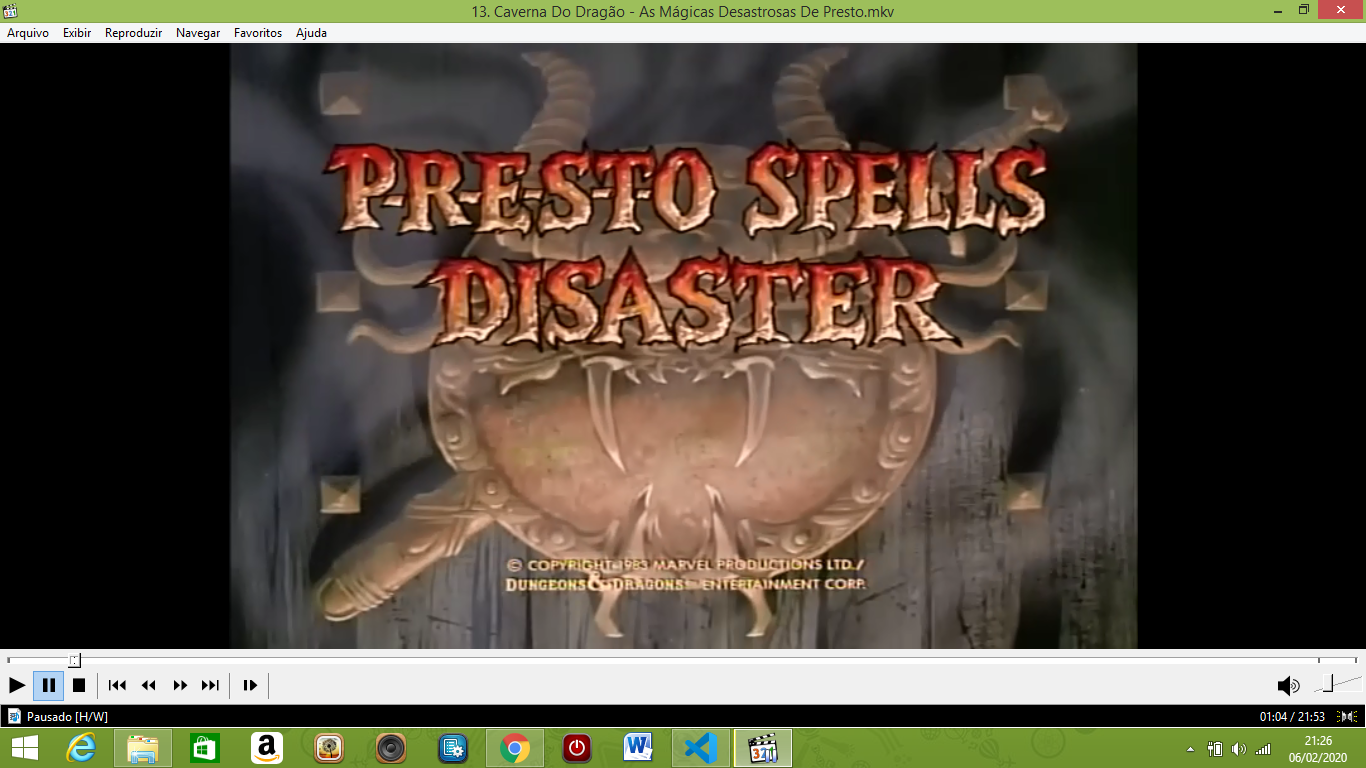 13. Caverna Do Dragão - As Mágicas Desastrosas De Presto.mkv
Arquivo Exibir Reproduzir Navegar Favoritos Ajuda
P-R-E-S-T-O SPELLS
DISASTER
© COPYRIGHT 1983 MARVEL PRODUCTIONS LTD./
DUNGEONS & DRAGONS ENTERTAINMENT CORP.
Pausado [H/W]
01:04 / 21:53
21:26
06/02/2020